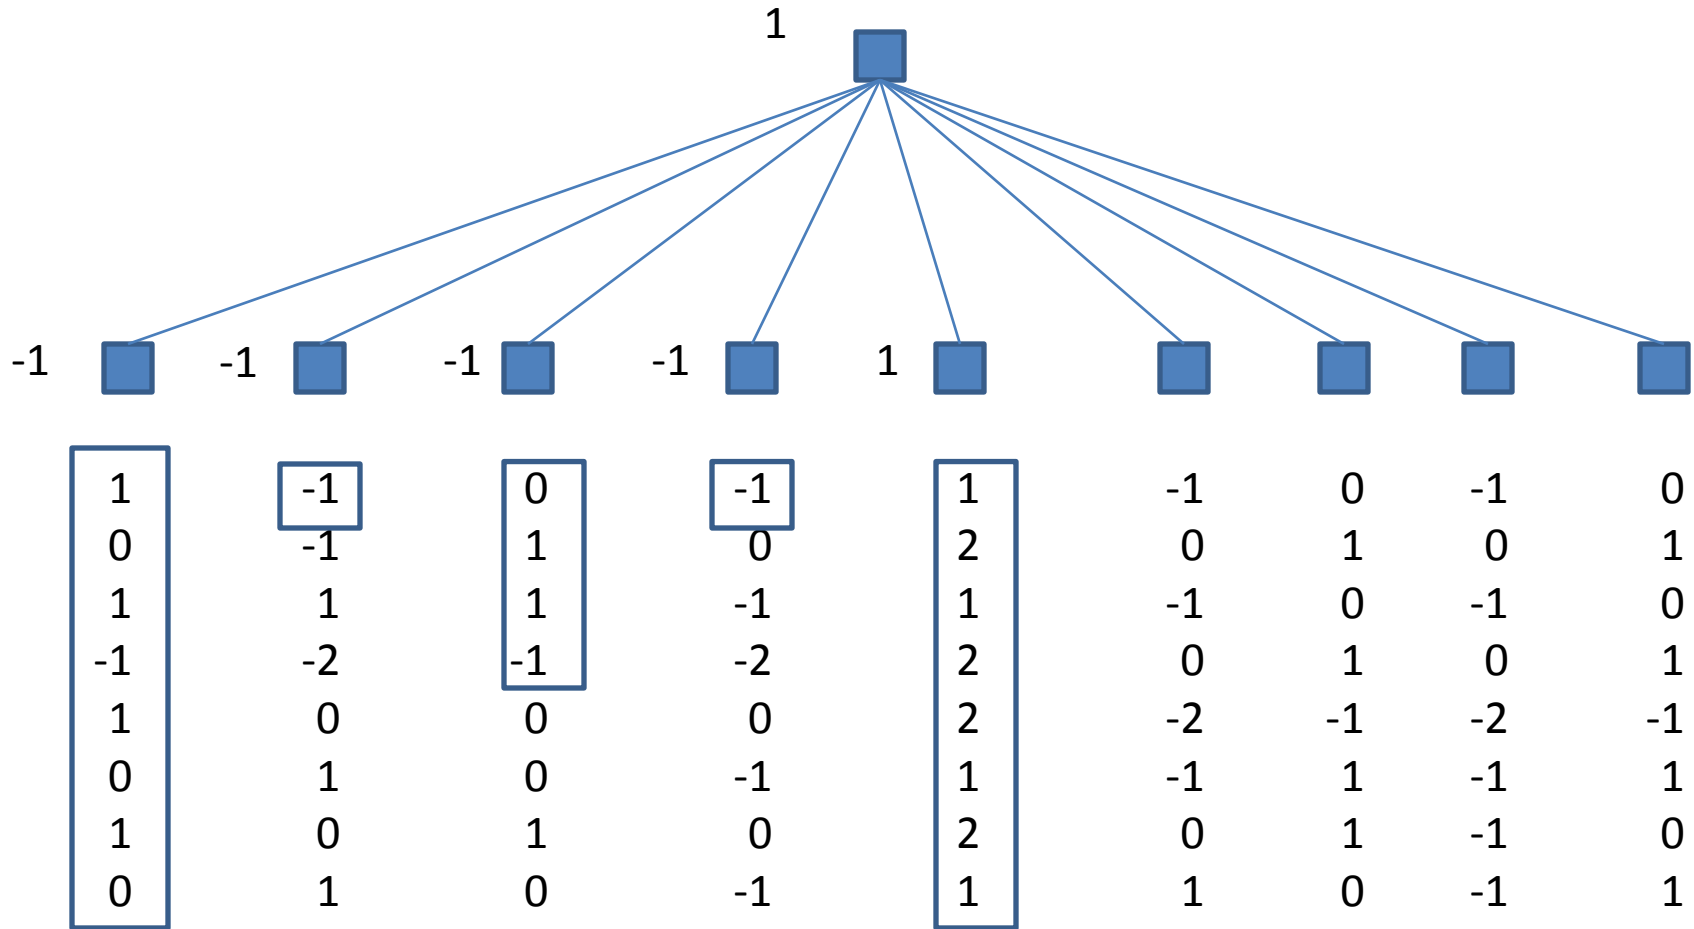 1
-1 -1 -1 -1 1
1 -1 0 -1 1 -1 0 -1 0
0 -1 1 0 2 0 1 0 1
1 1 1 -1 1 -1 0 -1 0
-1 -2 -1 -2 2 0 1 0 1
1 0 0 0 2 -2 -1 -2 -1
0 1 0 -1 1 -1 1 -1 1
1 0 1 0 2 0 1 -1 0
0 1 0 -1 1 1 0 -1 1